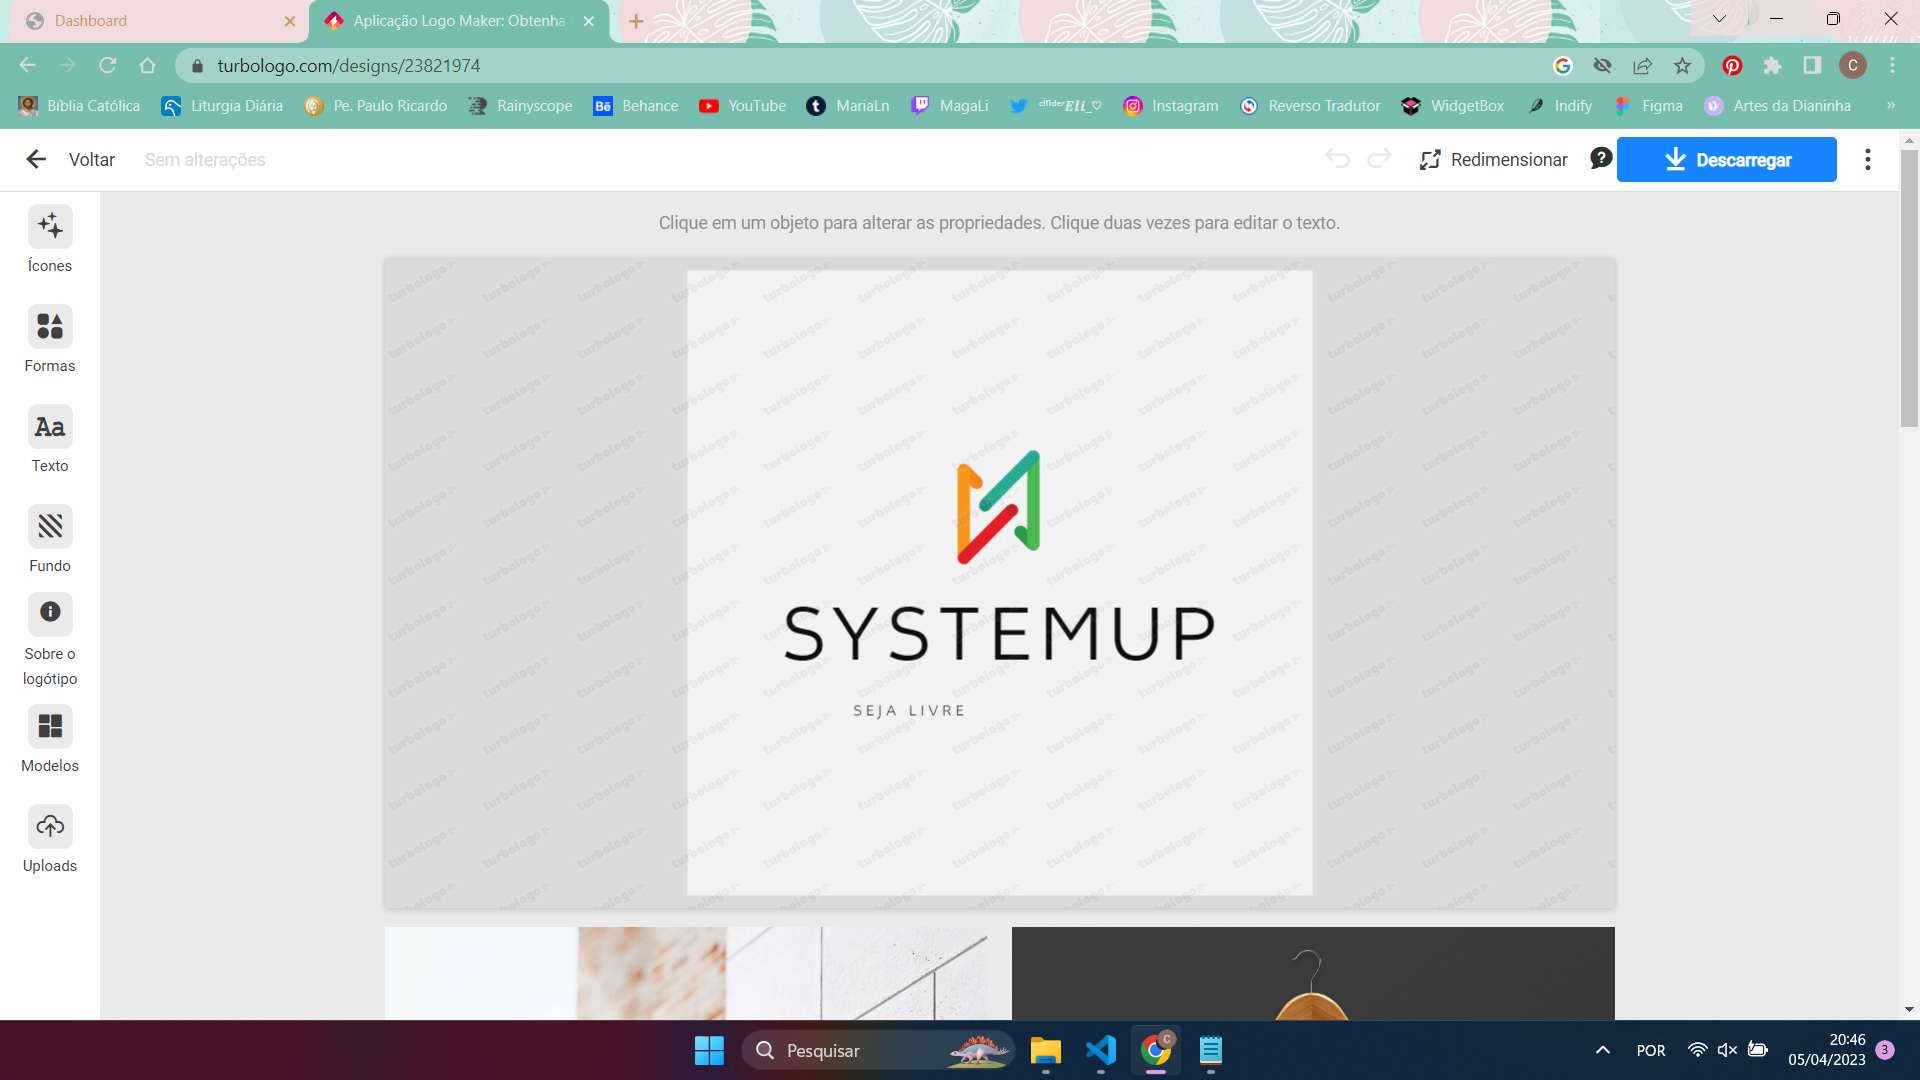 Dashboard
Aplicação Logo Maker: Obtenha
turbologo.com/designs/23821974
C
Bíblia Católica
Liturgia Diária
Pe. Paulo Ricardo
Rainyscope
Behance
YouTube
MariaLn
MagaLi
ᶜⁱⁿᵈᵉʳ𝑬𝒍𝒊_♡
Instagram
Reverso Tradutor
WidgetBox
Indify
Figma
Artes da Dianinha
»
Voltar
Sem alterações
Redimensionar
Descarregar
Clique em um objeto para alterar as propriedades. Clique duas vezes para editar o texto.
Ícones
Formas
Aa
Texto
Fundo
Sobre o
logótipo
Modelos
Uploads
turbologo
SYSTEMUP
SEJA LIVRE
Pesquisar
C
POR
20:46
05/04/2023
3